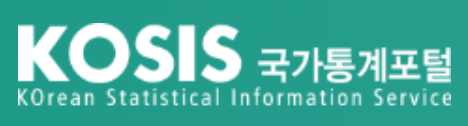 KOSIS 국가통계포털
KOrean Statistical Information Service